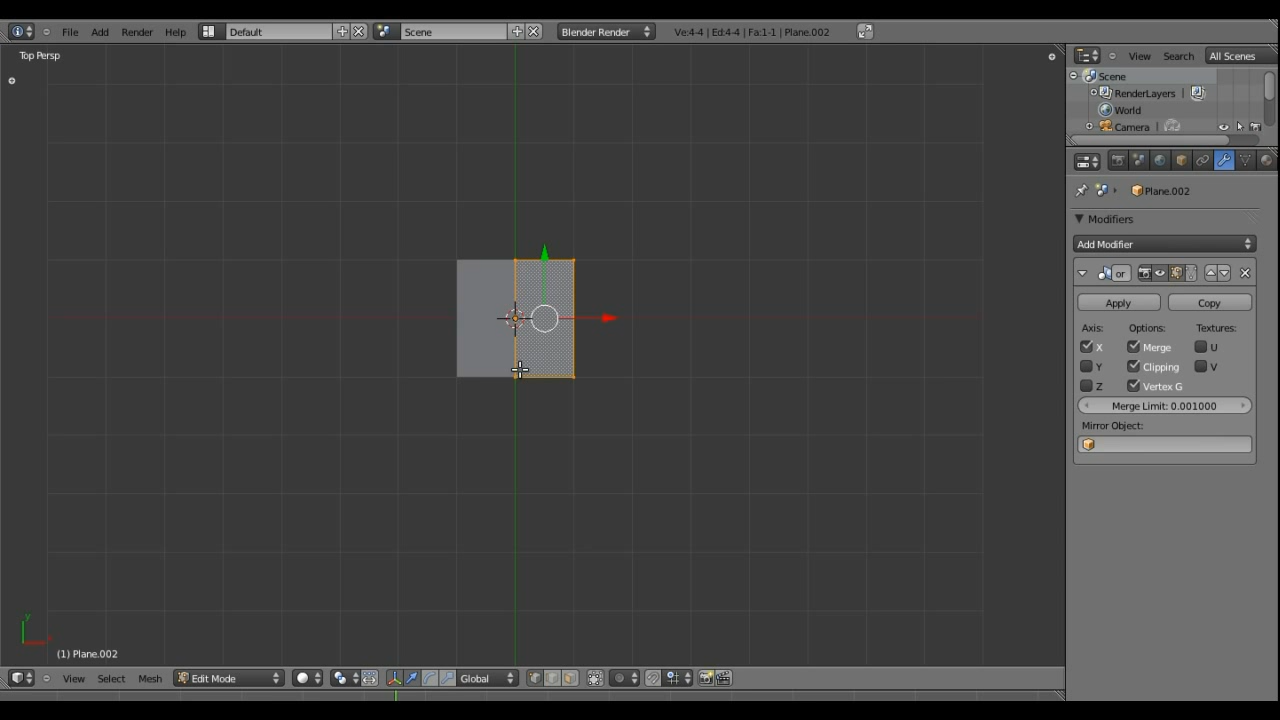 File Add Render Help Default Scene Blender Render Ve:4-4 | Ed:4-4 | Fa:1-1 | Plane.002
Top Persp
View Search All Scenes
Scene
RenderLayers |
World
Camera |
Plane.002
Modifiers
Add Modifier
or
Apply Copy
Axis: Options: Textures:
X Merge U
Y Clipping V
Z Vertex G
Merge Limit: 0.001000
Mirror Object:
y
x
(1) Plane.002
View Select Mesh Edit Mode Global